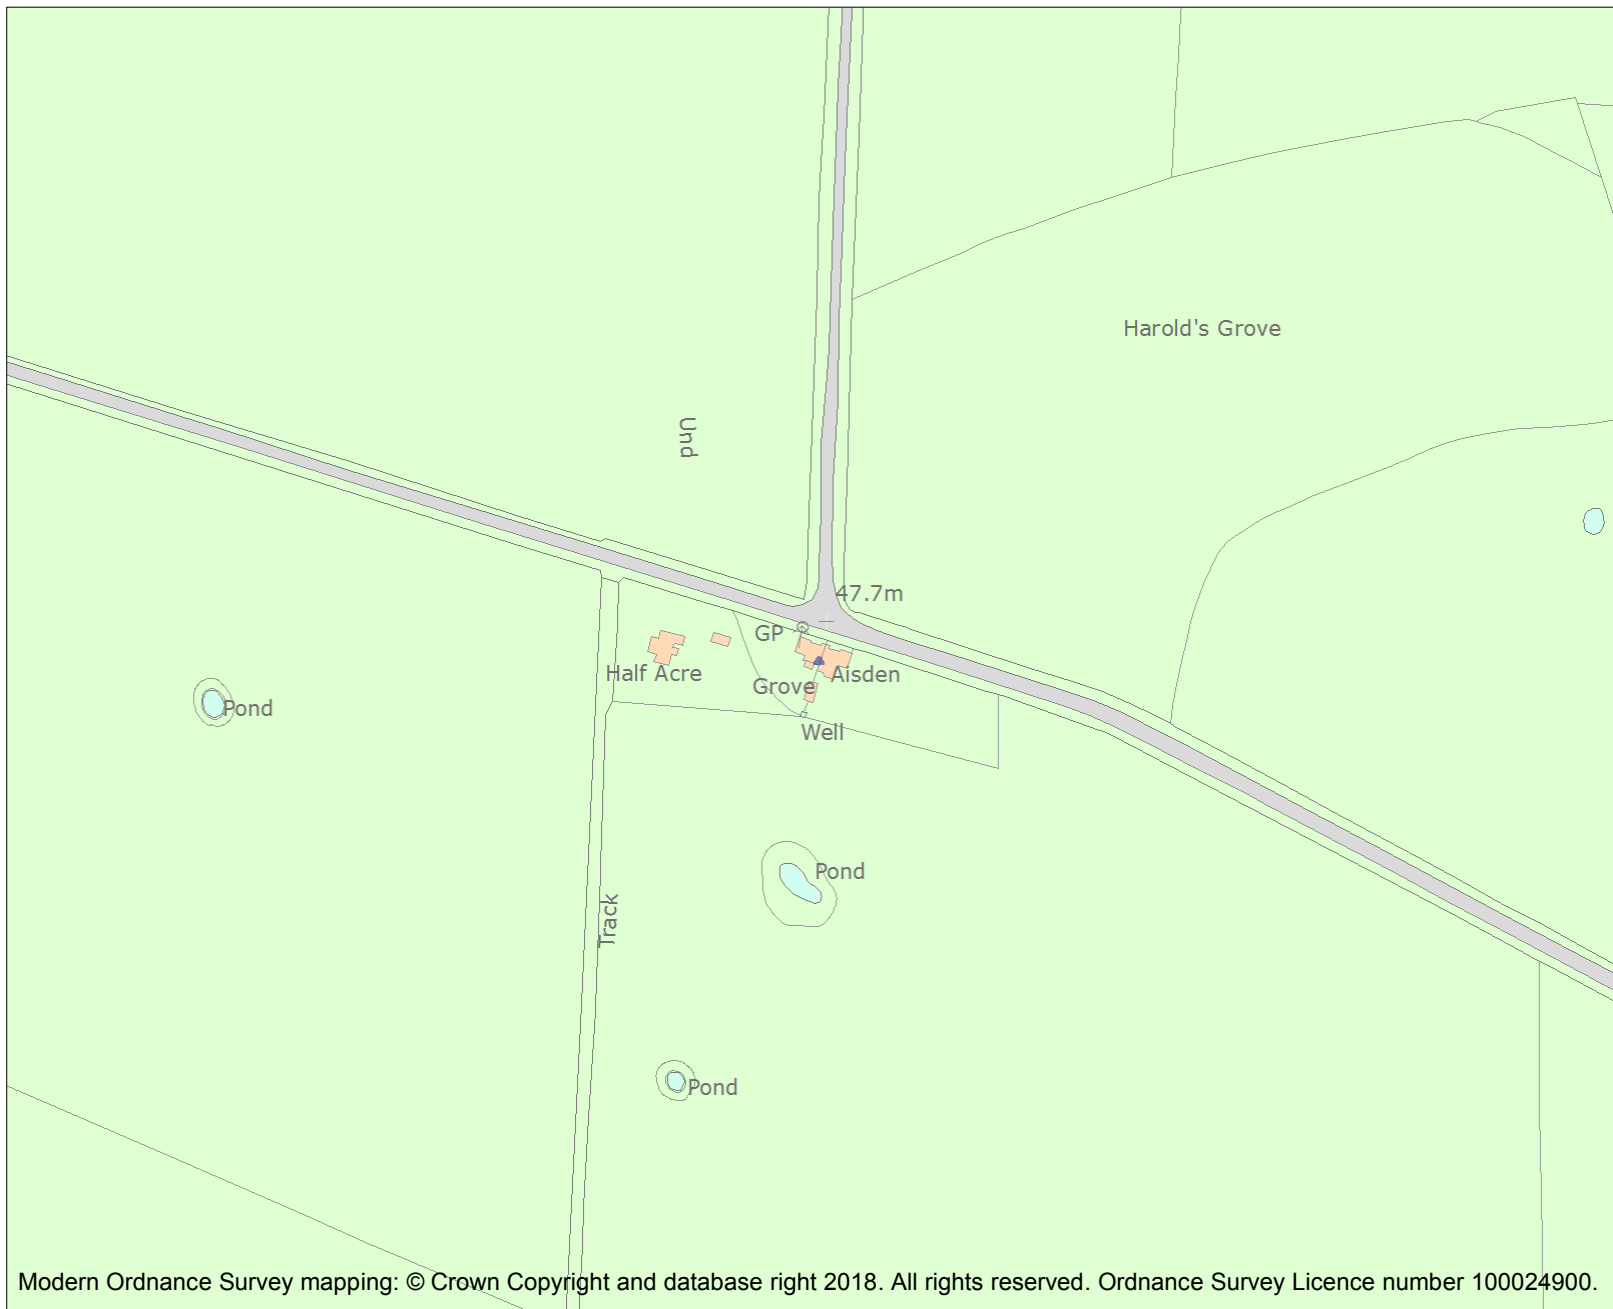 Harold's Grove
Und
47.7m
GP
Half Acre
Aisden
Grove
Pond
Well
Pond
Track
Pond
Modern Ordnance Survey mapping: © Crown Copyright and database right 2018. All rights reserved. Ordnance Survey Licence number 100024900.